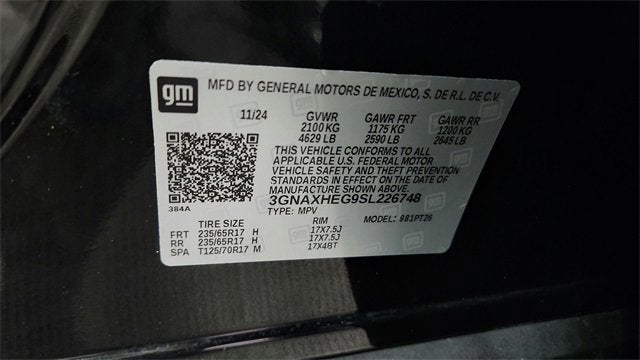 gm
MFD BY GENERAL MOTORS DE MEXICO, S. DE R.L. DE C.V.
11/24 GVWR GAWR FRT GAWR RR
2100 KG 1175 KG 1200 KG
4629 LB 2590 LB 2645 LB
THIS VEHICLE CONFORMS TO ALL
APPLICABLE U.S. FEDERAL MOTOR
VEHICLE SAFETY AND THEFT PREVENTION
STANDARDS IN EFFECT ON THE DATE OF
MANUFACTURE SHOWN ABOVE.
3GNAXHEG9SL226748
384A
TYPE: MPV MODEL: 981PT26
TIRE SIZE RIM
FRT 235/65R17 H 17X7.5J
RR 235/65R17 H 17X7.5J
SPA T125/70R17 M 17X4BT